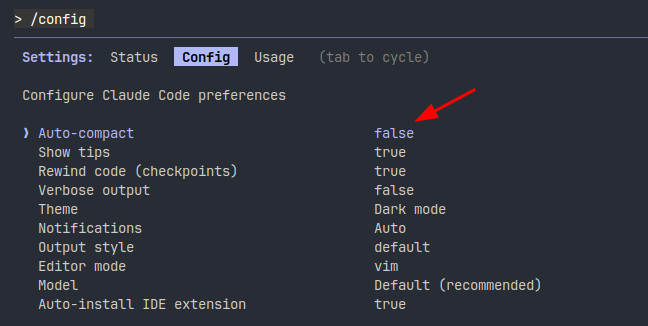 > /config
Settings: Status Config Usage (tab to cycle)
Configure Claude Code preferences
❯ Auto-compact false
Show tips true
Rewind code (checkpoints) true
Verbose output false
Theme Dark mode
Notifications Auto
Output style default
Editor mode vim
Model Default (recommended)
Auto-install IDE extension true